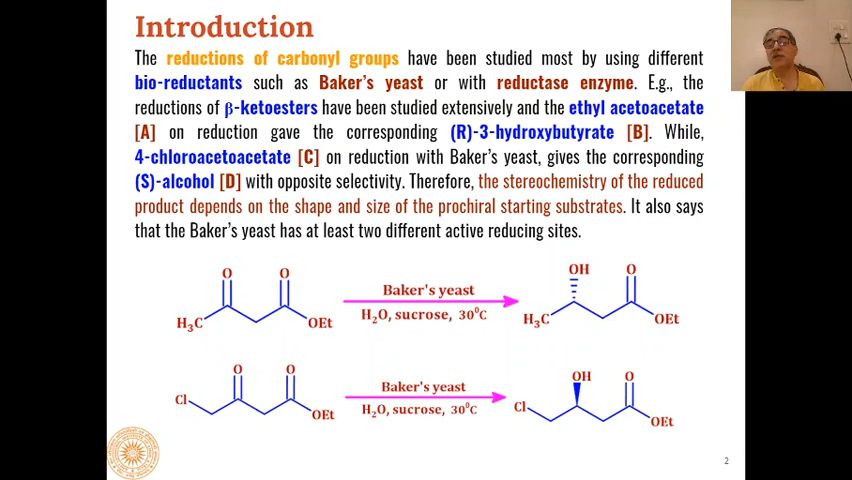 Introduction
The reductions of carbonyl groups have been studied most by using different
bio-reductants such as Baker's yeast or with reductase enzyme. E.g., the
reductions of β-ketoesters have been studied extensively and the ethyl acetoacetate
[A] on reduction gave the corresponding (R)-3-hydroxybutyrate [B]. While,
4-chloroacetoacetate [C] on reduction with Baker's yeast, gives the corresponding
(S)-alcohol [D] with opposite selectivity. Therefore, the stereochemistry of the reduced
product depends on the shape and size of the prochiral starting substrates. It also says
that the Baker's yeast has at least two different active reducing sites.
O O
H₃C OEt
Baker's yeast
H₂O, sucrose, 30⁰C
OH O
H₃C OEt
O O
Cl OEt
Baker's yeast
H₂O, sucrose, 30⁰C
OH O
Cl OEt
2